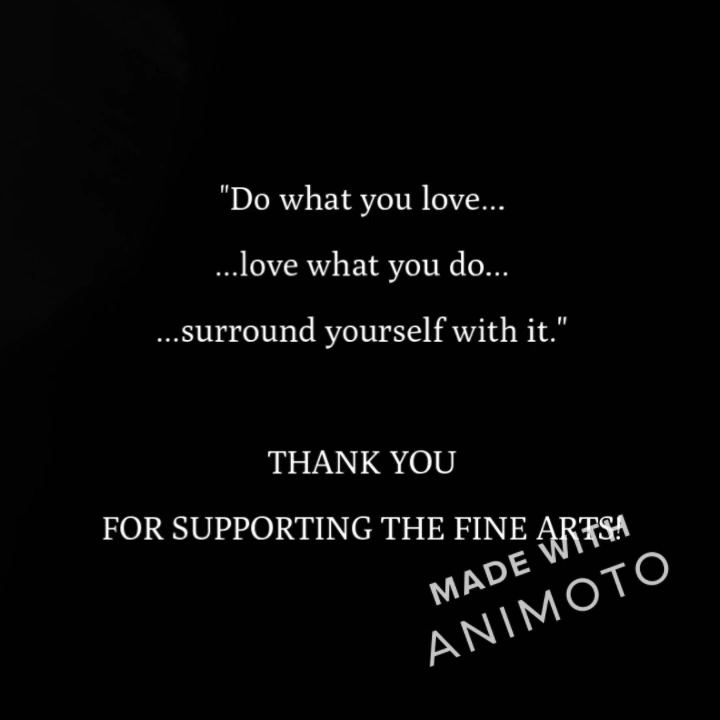 "Do what you love...
...love what you do...
...surround yourself with it."
THANK YOU
FOR SUPPORTING THE FINE ARTS!
MADE WITH
ANIMOTO